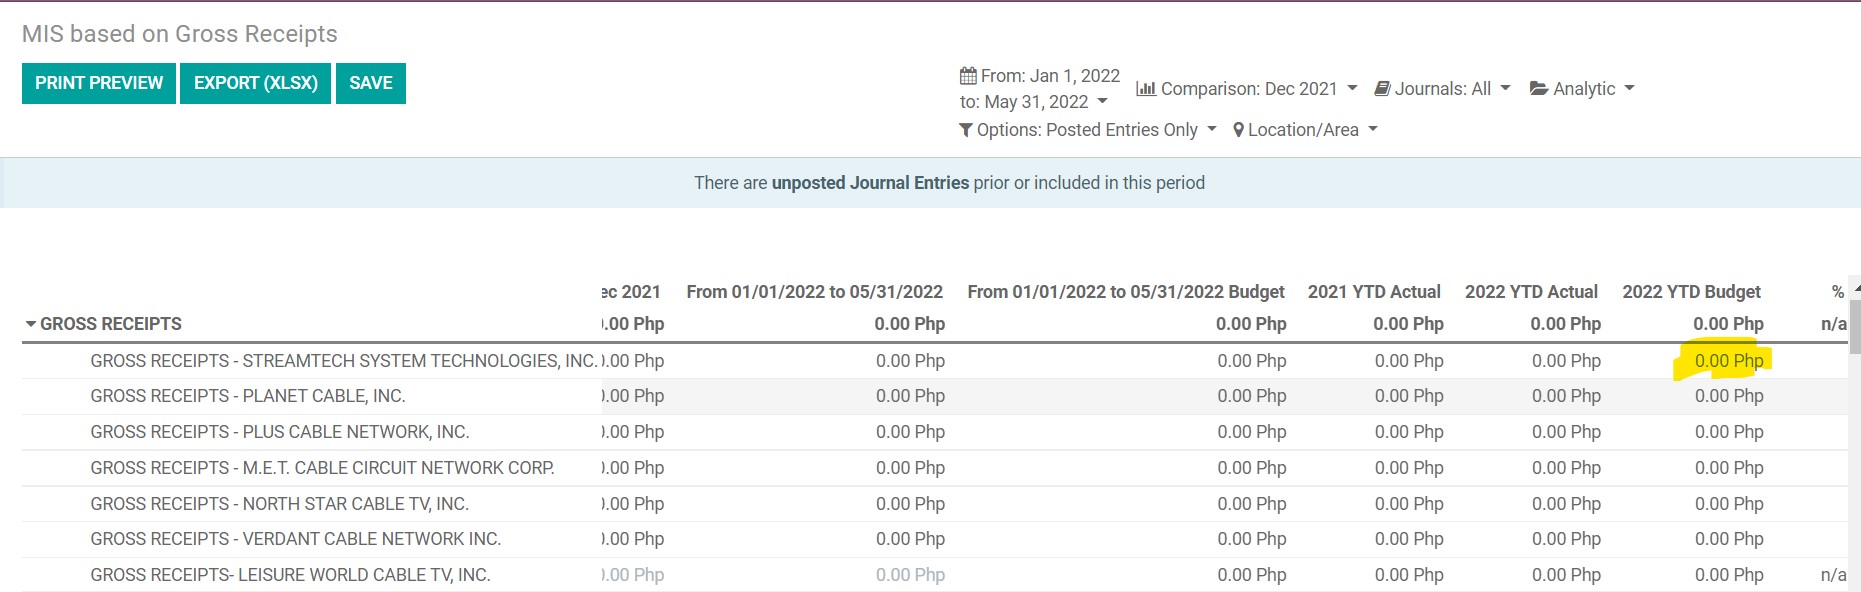 MIS based on Gross Receipts
PRINT PREVIEW EXPORT (XLSX) SAVE
From: Jan 1, 2022
to: May 31, 2022
Comparison: Dec 2021 Journals: All Analytic
Options: Posted Entries Only Location/Area
There are unposted Journal Entries prior or included in this period
ec 2021 From 01/01/2022 to 05/31/2022 From 01/01/2022 to 05/31/2022 Budget 2021 YTD Actual 2022 YTD Actual 2022 YTD Budget %
GROSS RECEIPTS .00 Php 0.00 Php 0.00 Php 0.00 Php 0.00 Php 0.00 Php n/a
GROSS RECEIPTS - STREAMTECH SYSTEM TECHNOLOGIES, INC. .00 Php 0.00 Php 0.00 Php 0.00 Php 0.00 Php 0.00 Php
GROSS RECEIPTS - PLANET CABLE, INC. .00 Php 0.00 Php 0.00 Php 0.00 Php 0.00 Php 0.00 Php
GROSS RECEIPTS - PLUS CABLE NETWORK, INC. .00 Php 0.00 Php 0.00 Php 0.00 Php 0.00 Php 0.00 Php
GROSS RECEIPTS - M.E.T. CABLE CIRCUIT NETWORK CORP. .00 Php 0.00 Php 0.00 Php 0.00 Php 0.00 Php 0.00 Php
GROSS RECEIPTS - NORTH STAR CABLE TV, INC. .00 Php 0.00 Php 0.00 Php 0.00 Php 0.00 Php 0.00 Php
GROSS RECEIPTS - VERDANT CABLE NETWORK INC. .00 Php 0.00 Php 0.00 Php 0.00 Php 0.00 Php 0.00 Php
GROSS RECEIPTS- LEISURE WORLD CABLE TV, INC. .00 Php 0.00 Php 0.00 Php 0.00 Php 0.00 Php 0.00 Php n/a